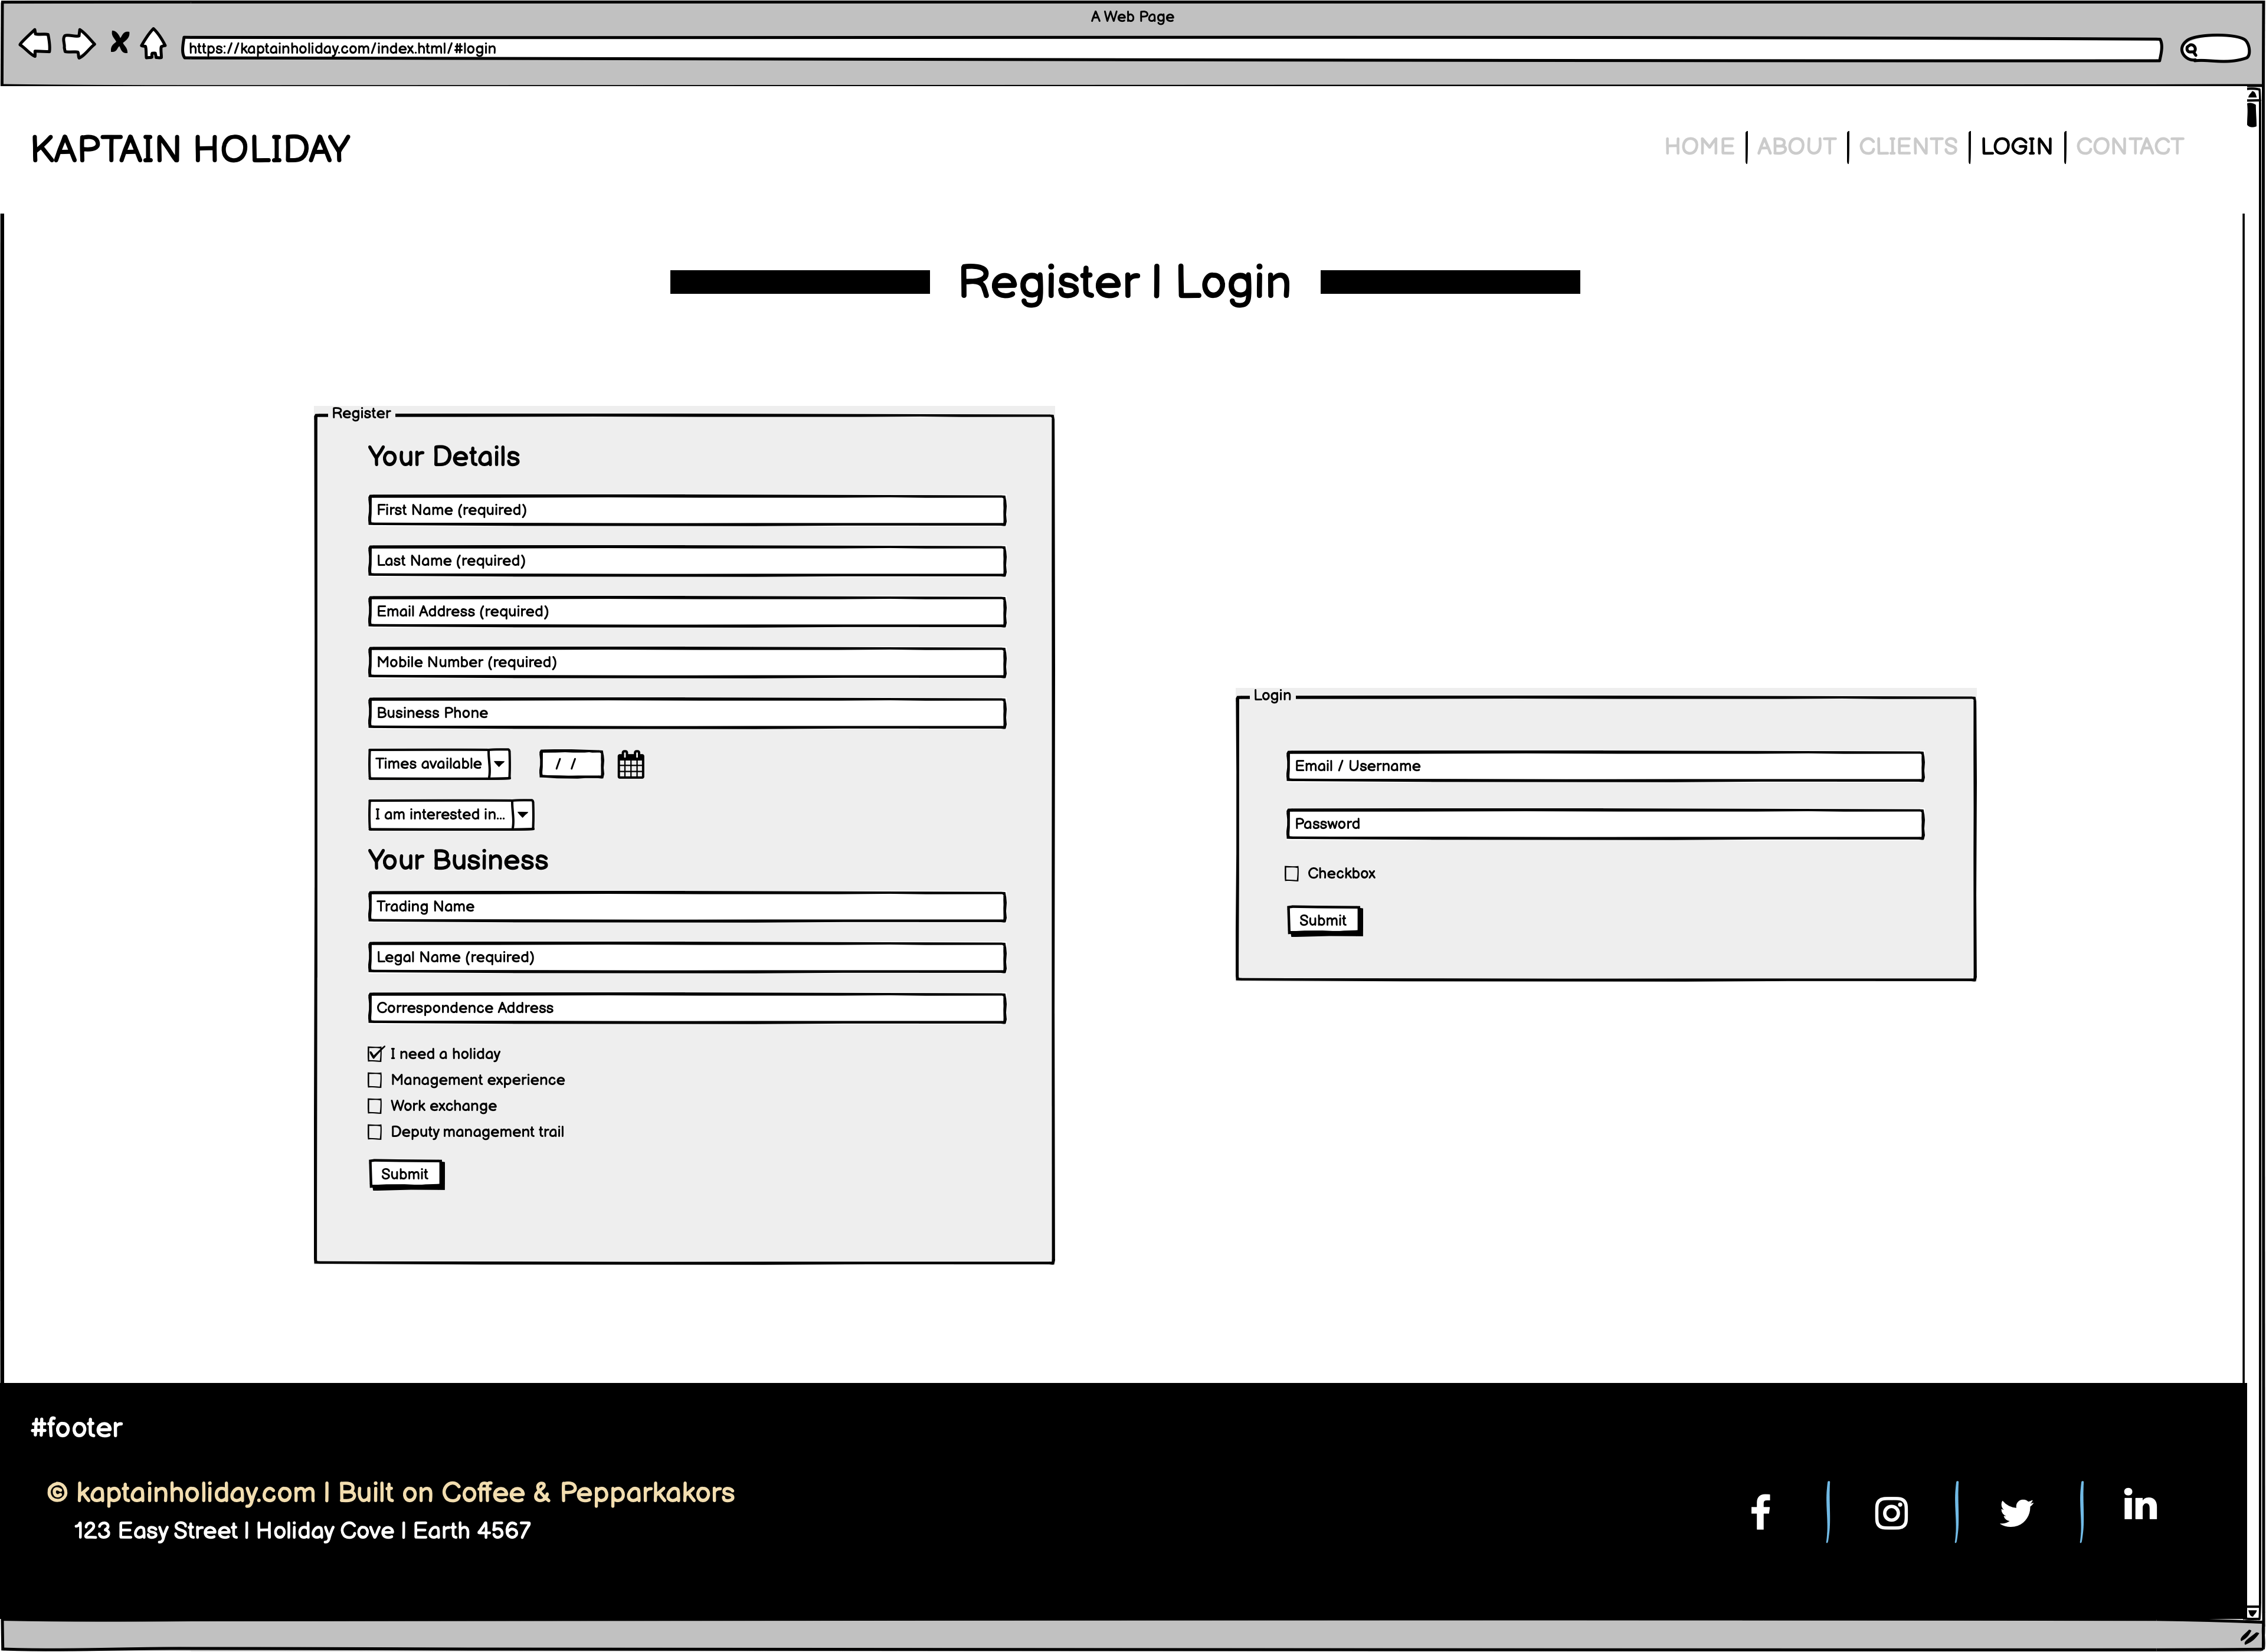 A Web Page
https://kaptainholiday.com/index.html/#login
KAPTAIN HOLIDAY
HOME | ABOUT | CLIENTS | LOGIN | CONTACT
Register | Login
Register
Your Details
First Name (required)
Last Name (required)
Email Address (required)
Mobile Number (required)
Business Phone
Times available / /
I am interested in...
Your Business
Trading Name
Legal Name (required)
Correspondence Address
I need a holiday
Management experience
Work exchange
Deputy management trail
Submit
Login
Email / Username
Password
Checkbox
Submit
#footer
© kaptainholiday.com | Built on Coffee & Pepparkakors
123 Easy Street | Holiday Cove | Earth 4567